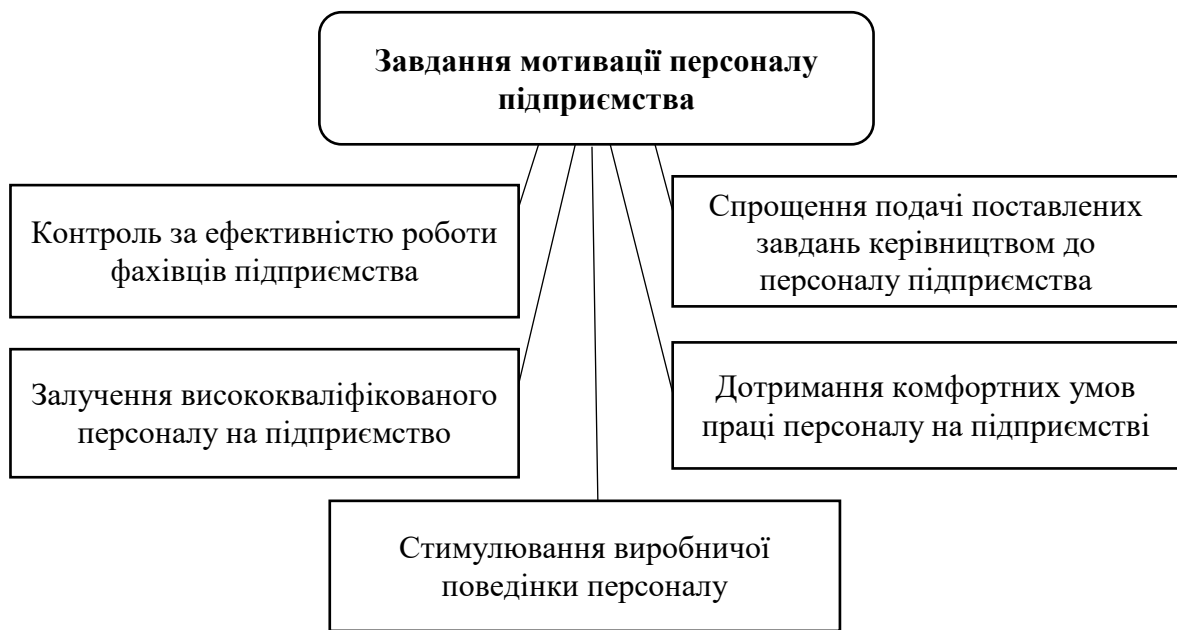 Завдання мотивації персоналу
підприємства
Контроль за ефективністю роботи
фахівців підприємства
Спрощення подачі поставлених
завдань керівництвом до
персоналу підприємства
Залучення висококваліфікованого
персоналу на підприємство
Дотримання комфортних умов
праці персоналу на підприємстві
Стимулювання виробничої
поведінки персоналу